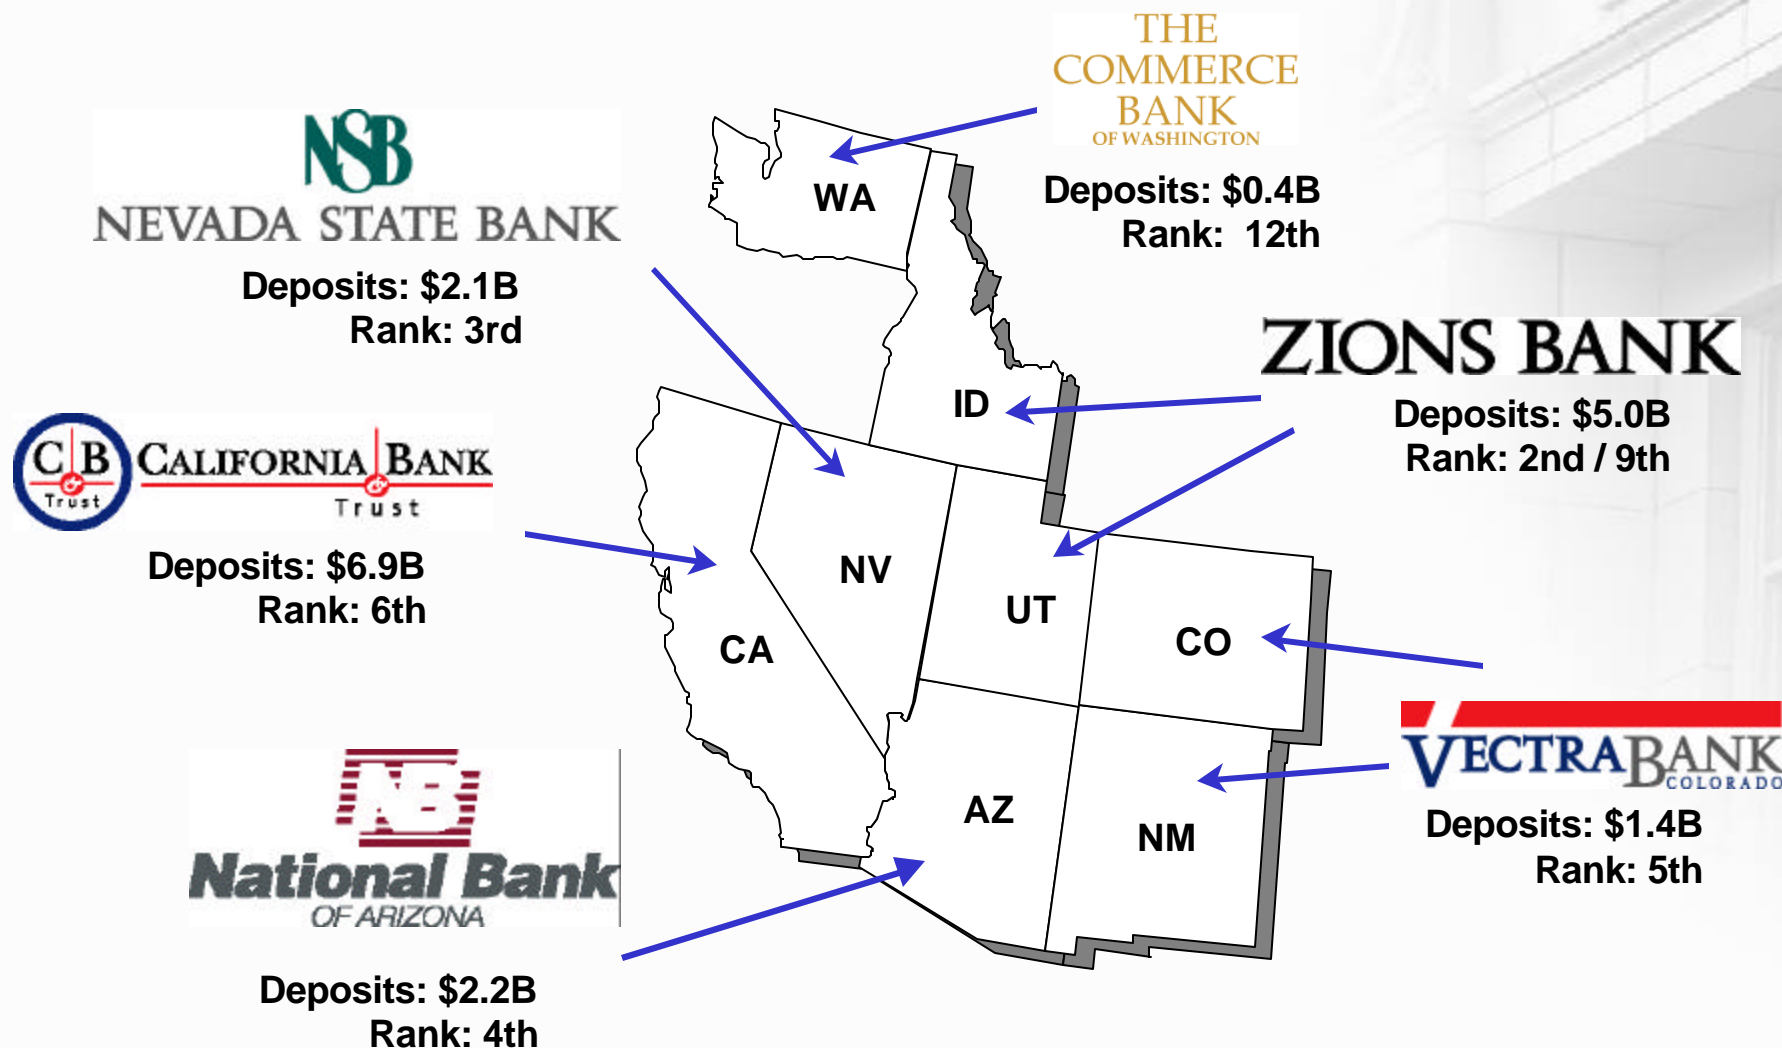 THE
COMMERCE
BANK
OF WASHINGTON
Deposits: $0.4B
Rank:  12th
NSB
NEVADA STATE BANK
Deposits: $2.1B
Rank: 3rd
WA
ZIONS BANK
Deposits: $5.0B
Rank: 2nd / 9th
ID
CB Trust
CALIFORNIA BANK
& Trust
Deposits: $6.9B
Rank: 6th
NV
UT
CO
CA
VECTRABANK
COLORADO
Deposits: $1.4B
Rank: 5th
AZ
NM
NB
National Bank
OF ARIZONA
Deposits: $2.2B
Rank: 4th